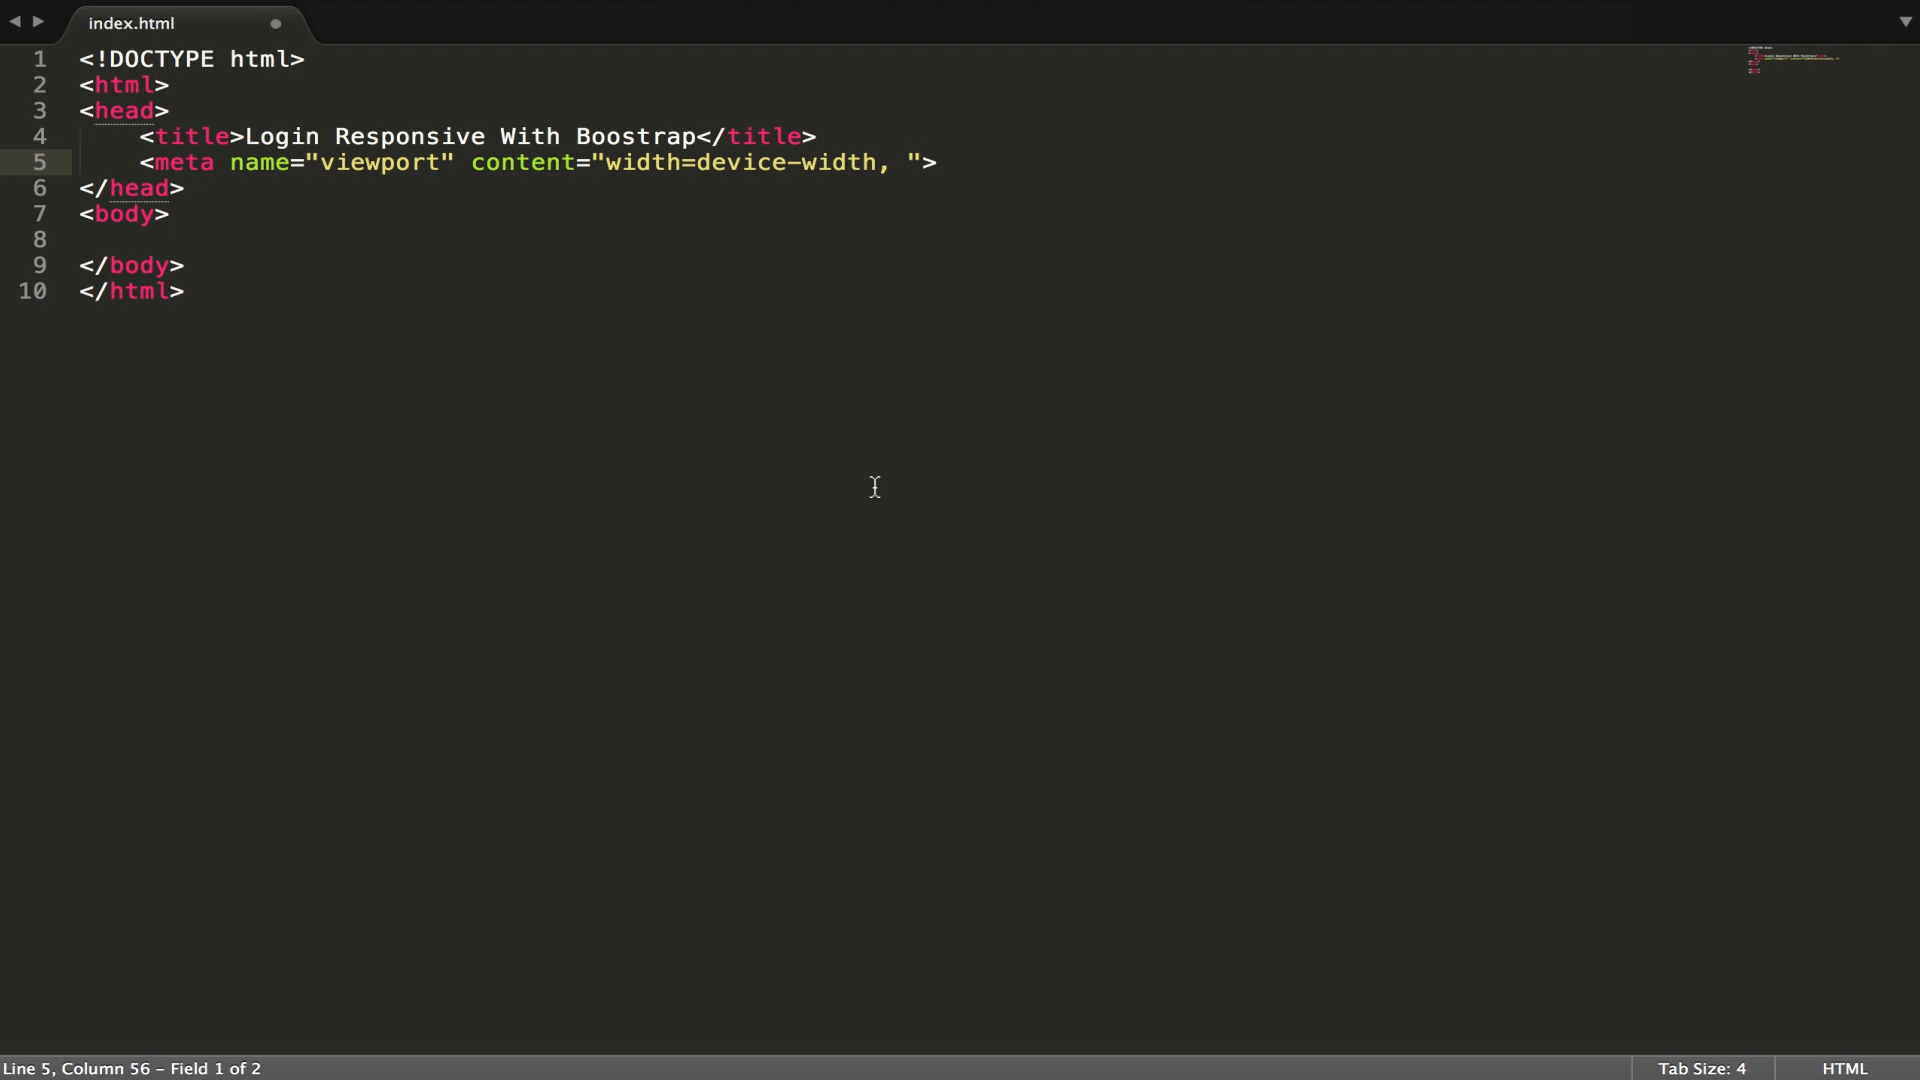 index.html
1 <!DOCTYPE html>
2 <html>
3 <head>
4 <title>Login Responsive With Boostrap</title>
5 <meta name="viewport" content="width=device-width, ">
6 </head>
7 <body>
8
9 </body>
10 </html>
Line 5, Column 56 – Field 1 of 2
Tab Size: 4
HTML